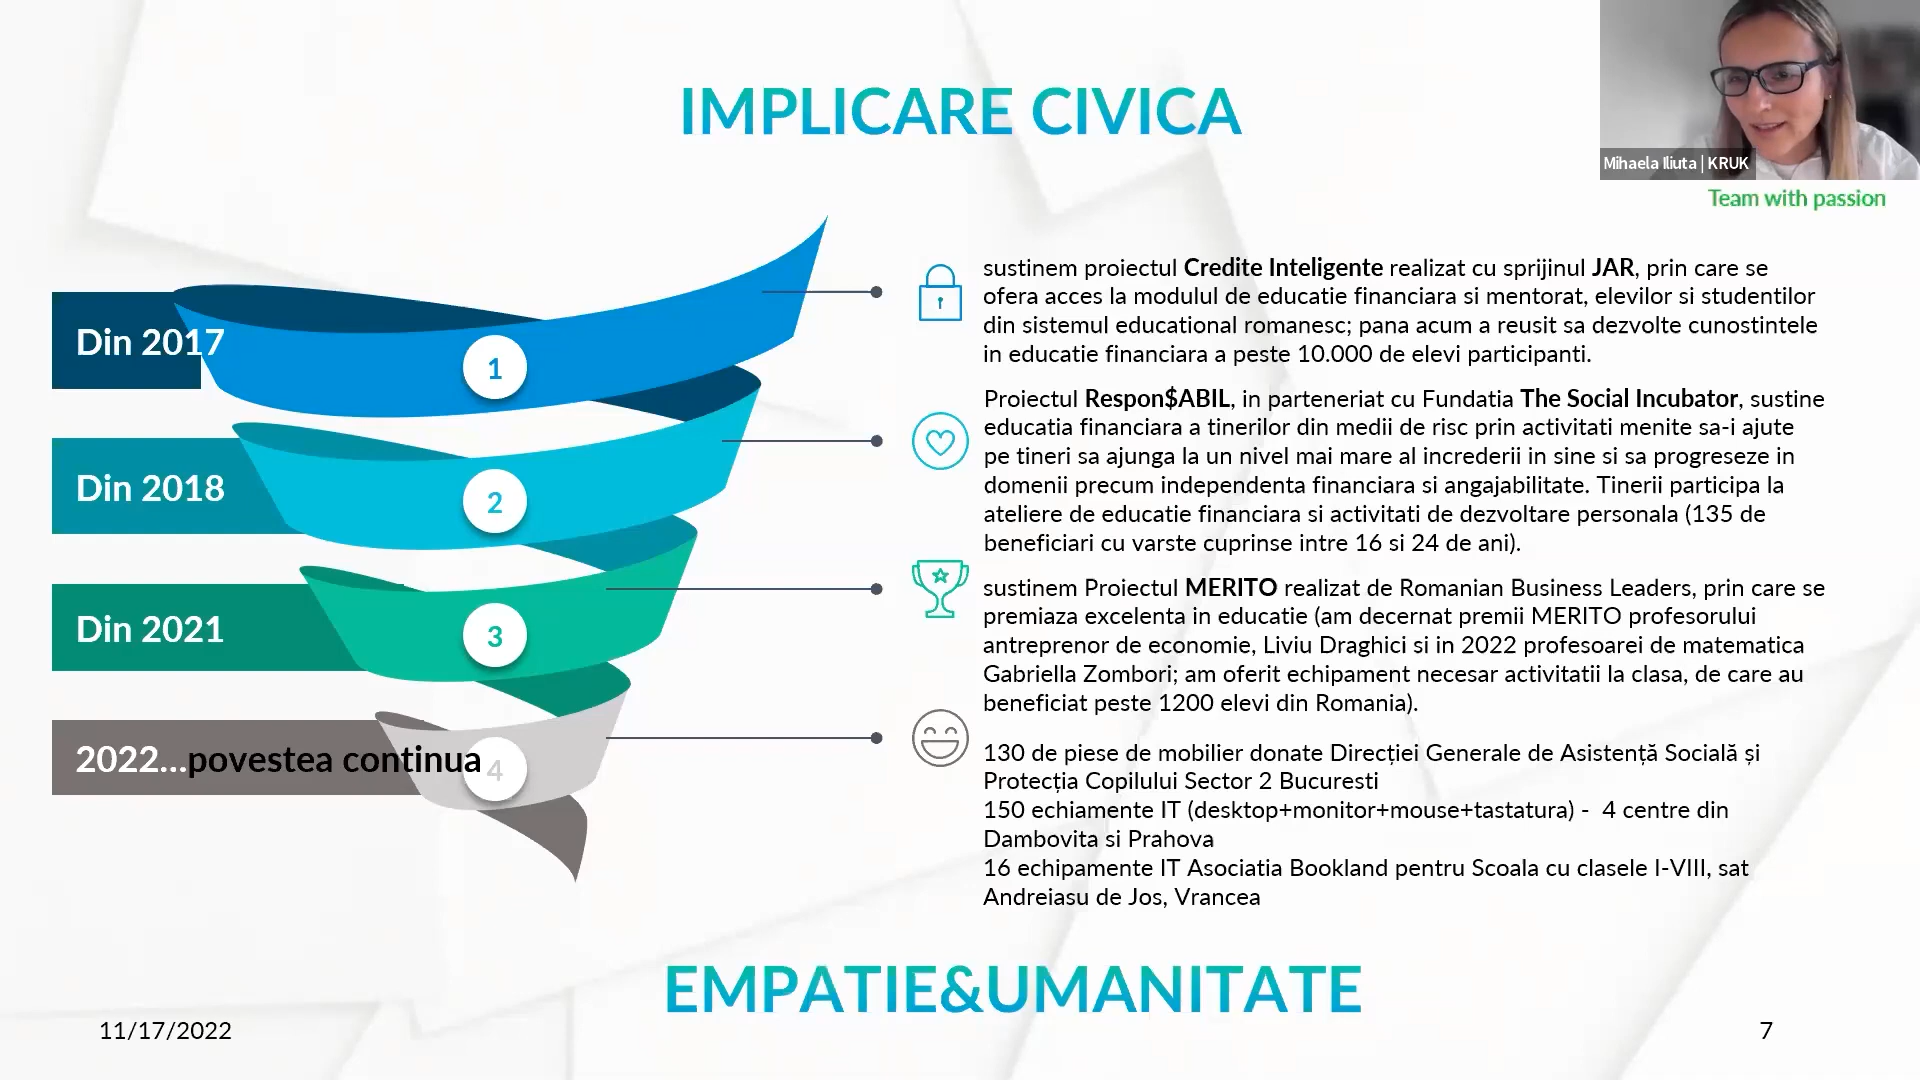 IMPLICARE CIVICA
Mihaela Iliuta | KRUK
Team with passion
Din 2017
1
sustinem proiectul Credite Inteligente realizat cu sprijinul JAR, prin care se
ofera acces la modulul de educatie financiara si mentorat, elevilor si studentilor
din sistemul educational romanesc; pana acum a reusit sa dezvolte cunostintele
in educatie financiara a peste 10.000 de elevi participanti.
Din 2018
2
Proiectul Respon$ABIL, in parteneriat cu Fundatia The Social Incubator, sustine
educatia financiara a tinerilor din medii de risc prin activitati menite sa-i ajute
pe tineri sa ajunga la un nivel mai mare al increderii in sine si sa progreseze in
domenii precum independenta financiara si angajabilitate. Tinerii participa la
ateliere de educatie financiara si activitati de dezvoltare personala (135 de
beneficiari cu varste cuprinse intre 16 si 24 de ani).
Din 2021
3
sustinem Proiectul MERITO realizat de Romanian Business Leaders, prin care se
premiaza excelenta in educatie (am decernat premii MERITO profesorului
antreprenor de economie, Liviu Draghici si in 2022 profesoarei de matematica
Gabriella Zombori; am oferit echipament necesar activitatii la clasa, de care au
beneficiat peste 1200 elevi din Romania).
2022...povestea continua
4
130 de piese de mobilier donate Direcției Generale de Asistență Socială și
Protecția Copilului Sector 2 Bucuresti
150 echiamente IT (desktop+monitor+mouse+tastatura) - 4 centre din
Dambovita si Prahova
16 echipamente IT Asociatia Bookland pentru Scoala cu clasele I-VIII, sat
Andreiasu de Jos, Vrancea
EMPATIE&UMANITATE
11/17/2022
7